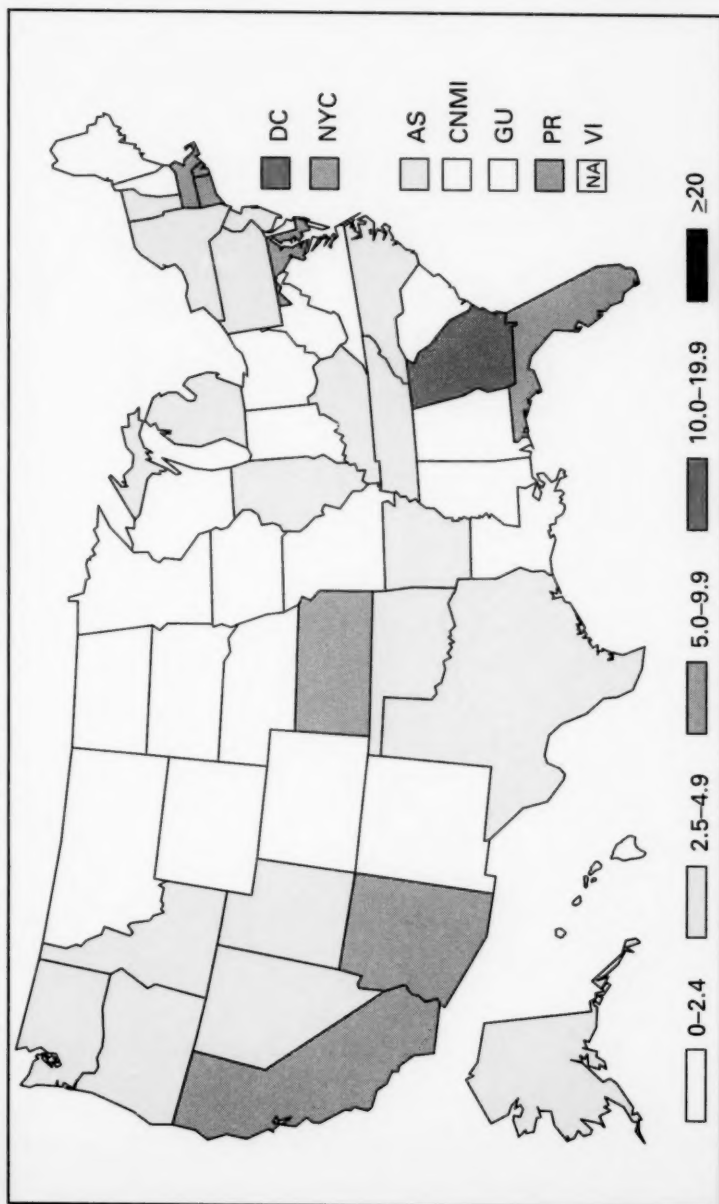 DC
NYC
AS
CNMI
GU
PR
NA VI
0–2.4
2.5–4.9
5.0–9.9
10.0–19.9
≥20